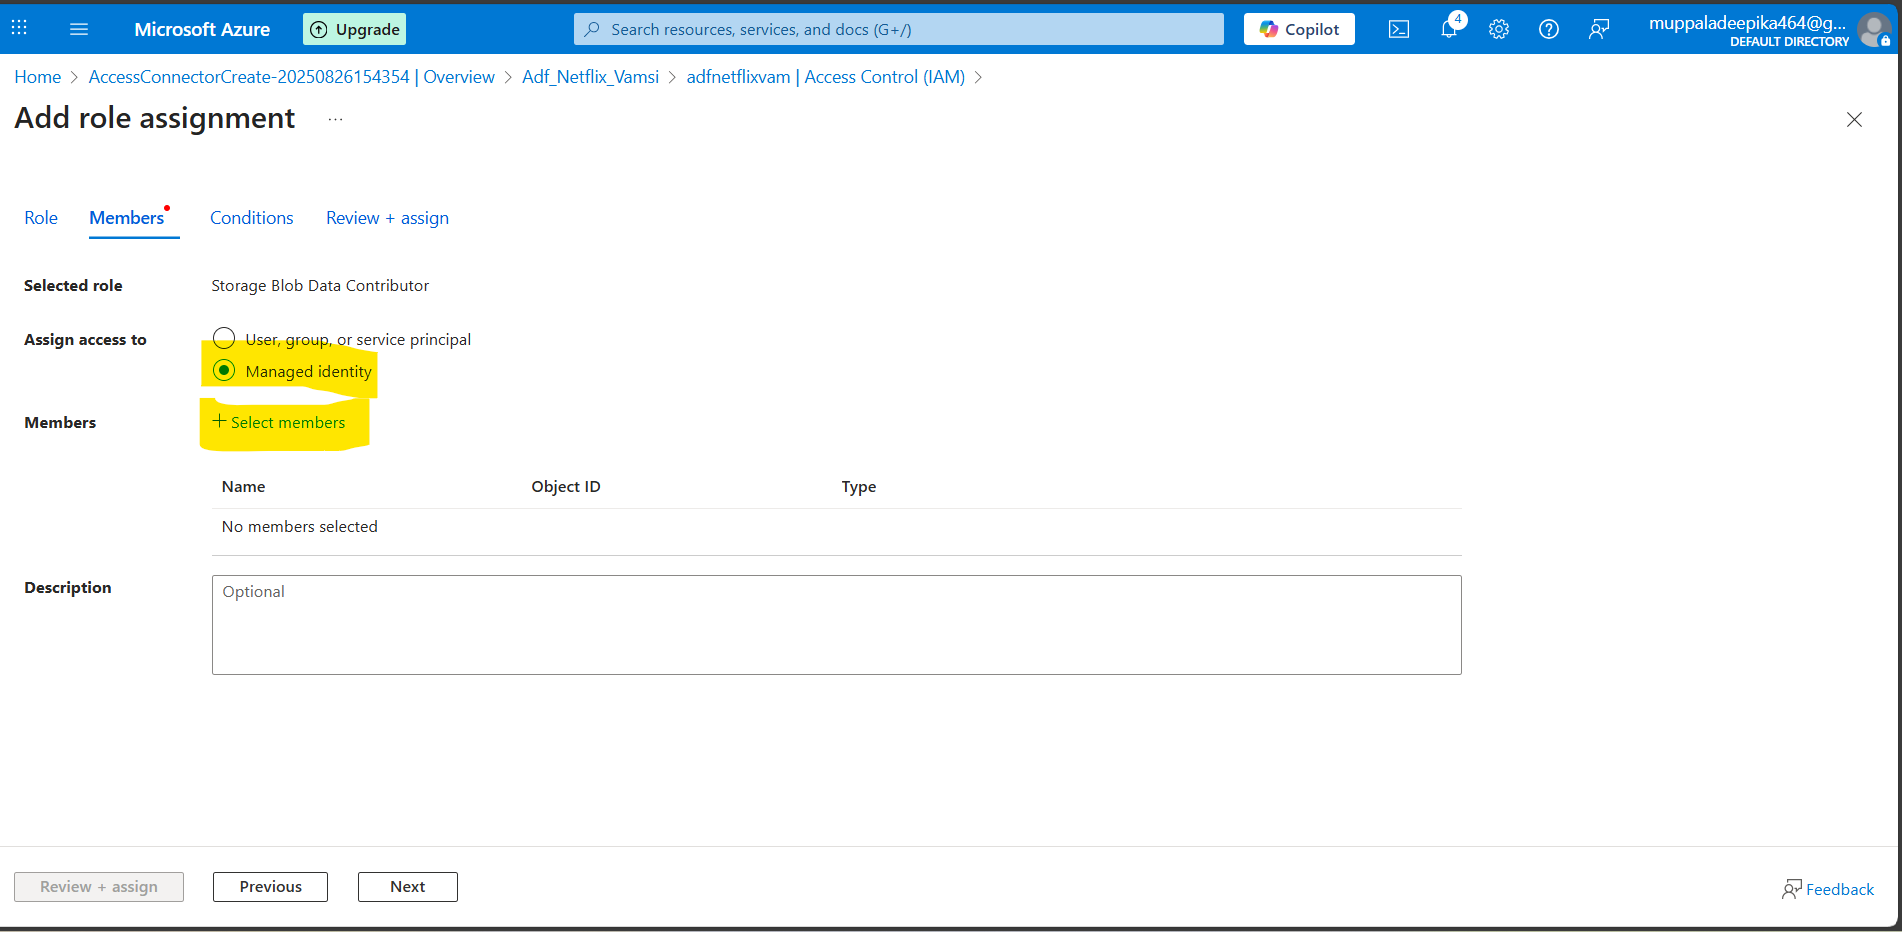 Microsoft Azure
Upgrade
Search resources, services, and docs (G+/)
Copilot
4
muppaladeepika464@g...
DEFAULT DIRECTORY
Home > AccessConnectorCreate-20250826154354 | Overview > Adf_Netflix_Vamsi > adfnetflixvam | Access Control (IAM) >
Add role assignment ...
Role Members Conditions Review + assign
Selected role Storage Blob Data Contributor
Assign access to User, group, or service principal
Managed identity
Members + Select members
Name Object ID Type
No members selected
Description Optional
Review + assign Previous Next
Feedback